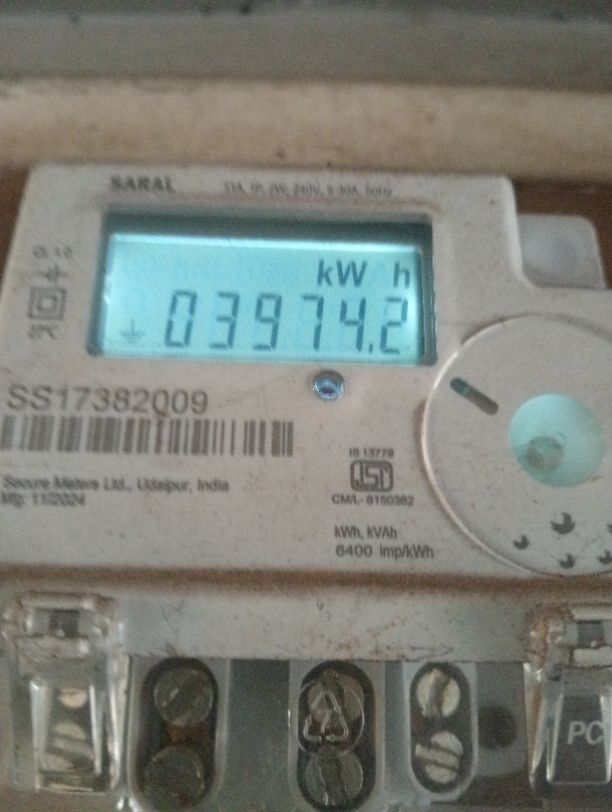 SARAL
kW h
03974.2
SS17382009
IS 13779
ISI
CM/L- 8150362
Secure Meters Ltd., Udaipur, India
Mfg: 11/2024
kWh, kVAh
6400 imp/kWh
PC